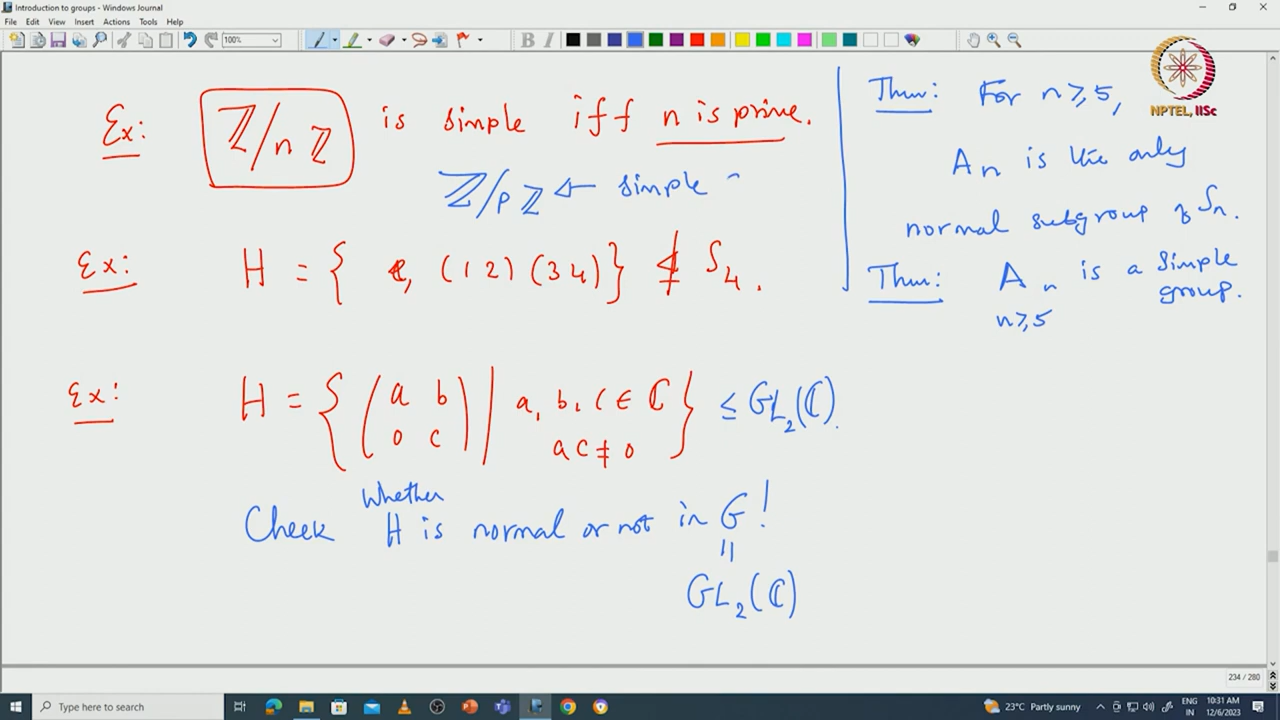 Introduction to groups - Windows Journal
File Edit View Insert Actions Tools Help
100%
B I
NPTEL, IISc
Ex: ℤ/nℤ is simple iff n is prime.
ℤ/pℤ ← simple
Ex: H = { e, (1 2) (3 4) } ⋬ S₄.
Ex: H = { ( a b
0 c ) | a, b, c ∈ ℂ
ac ≠ 0 } ≤ GL₂(ℂ).
Check whether H is normal or not in G!
=
GL₂(ℂ)
Thm: For n ≥ 5,
Aₙ is the only
normal subgroup of Sₙ.
Thm: Aₙ is a simple
group.
n ≥ 5
234 / 280
Type here to search
23°C Partly sunny
ENG
IN
10:31 AM
12/6/2023